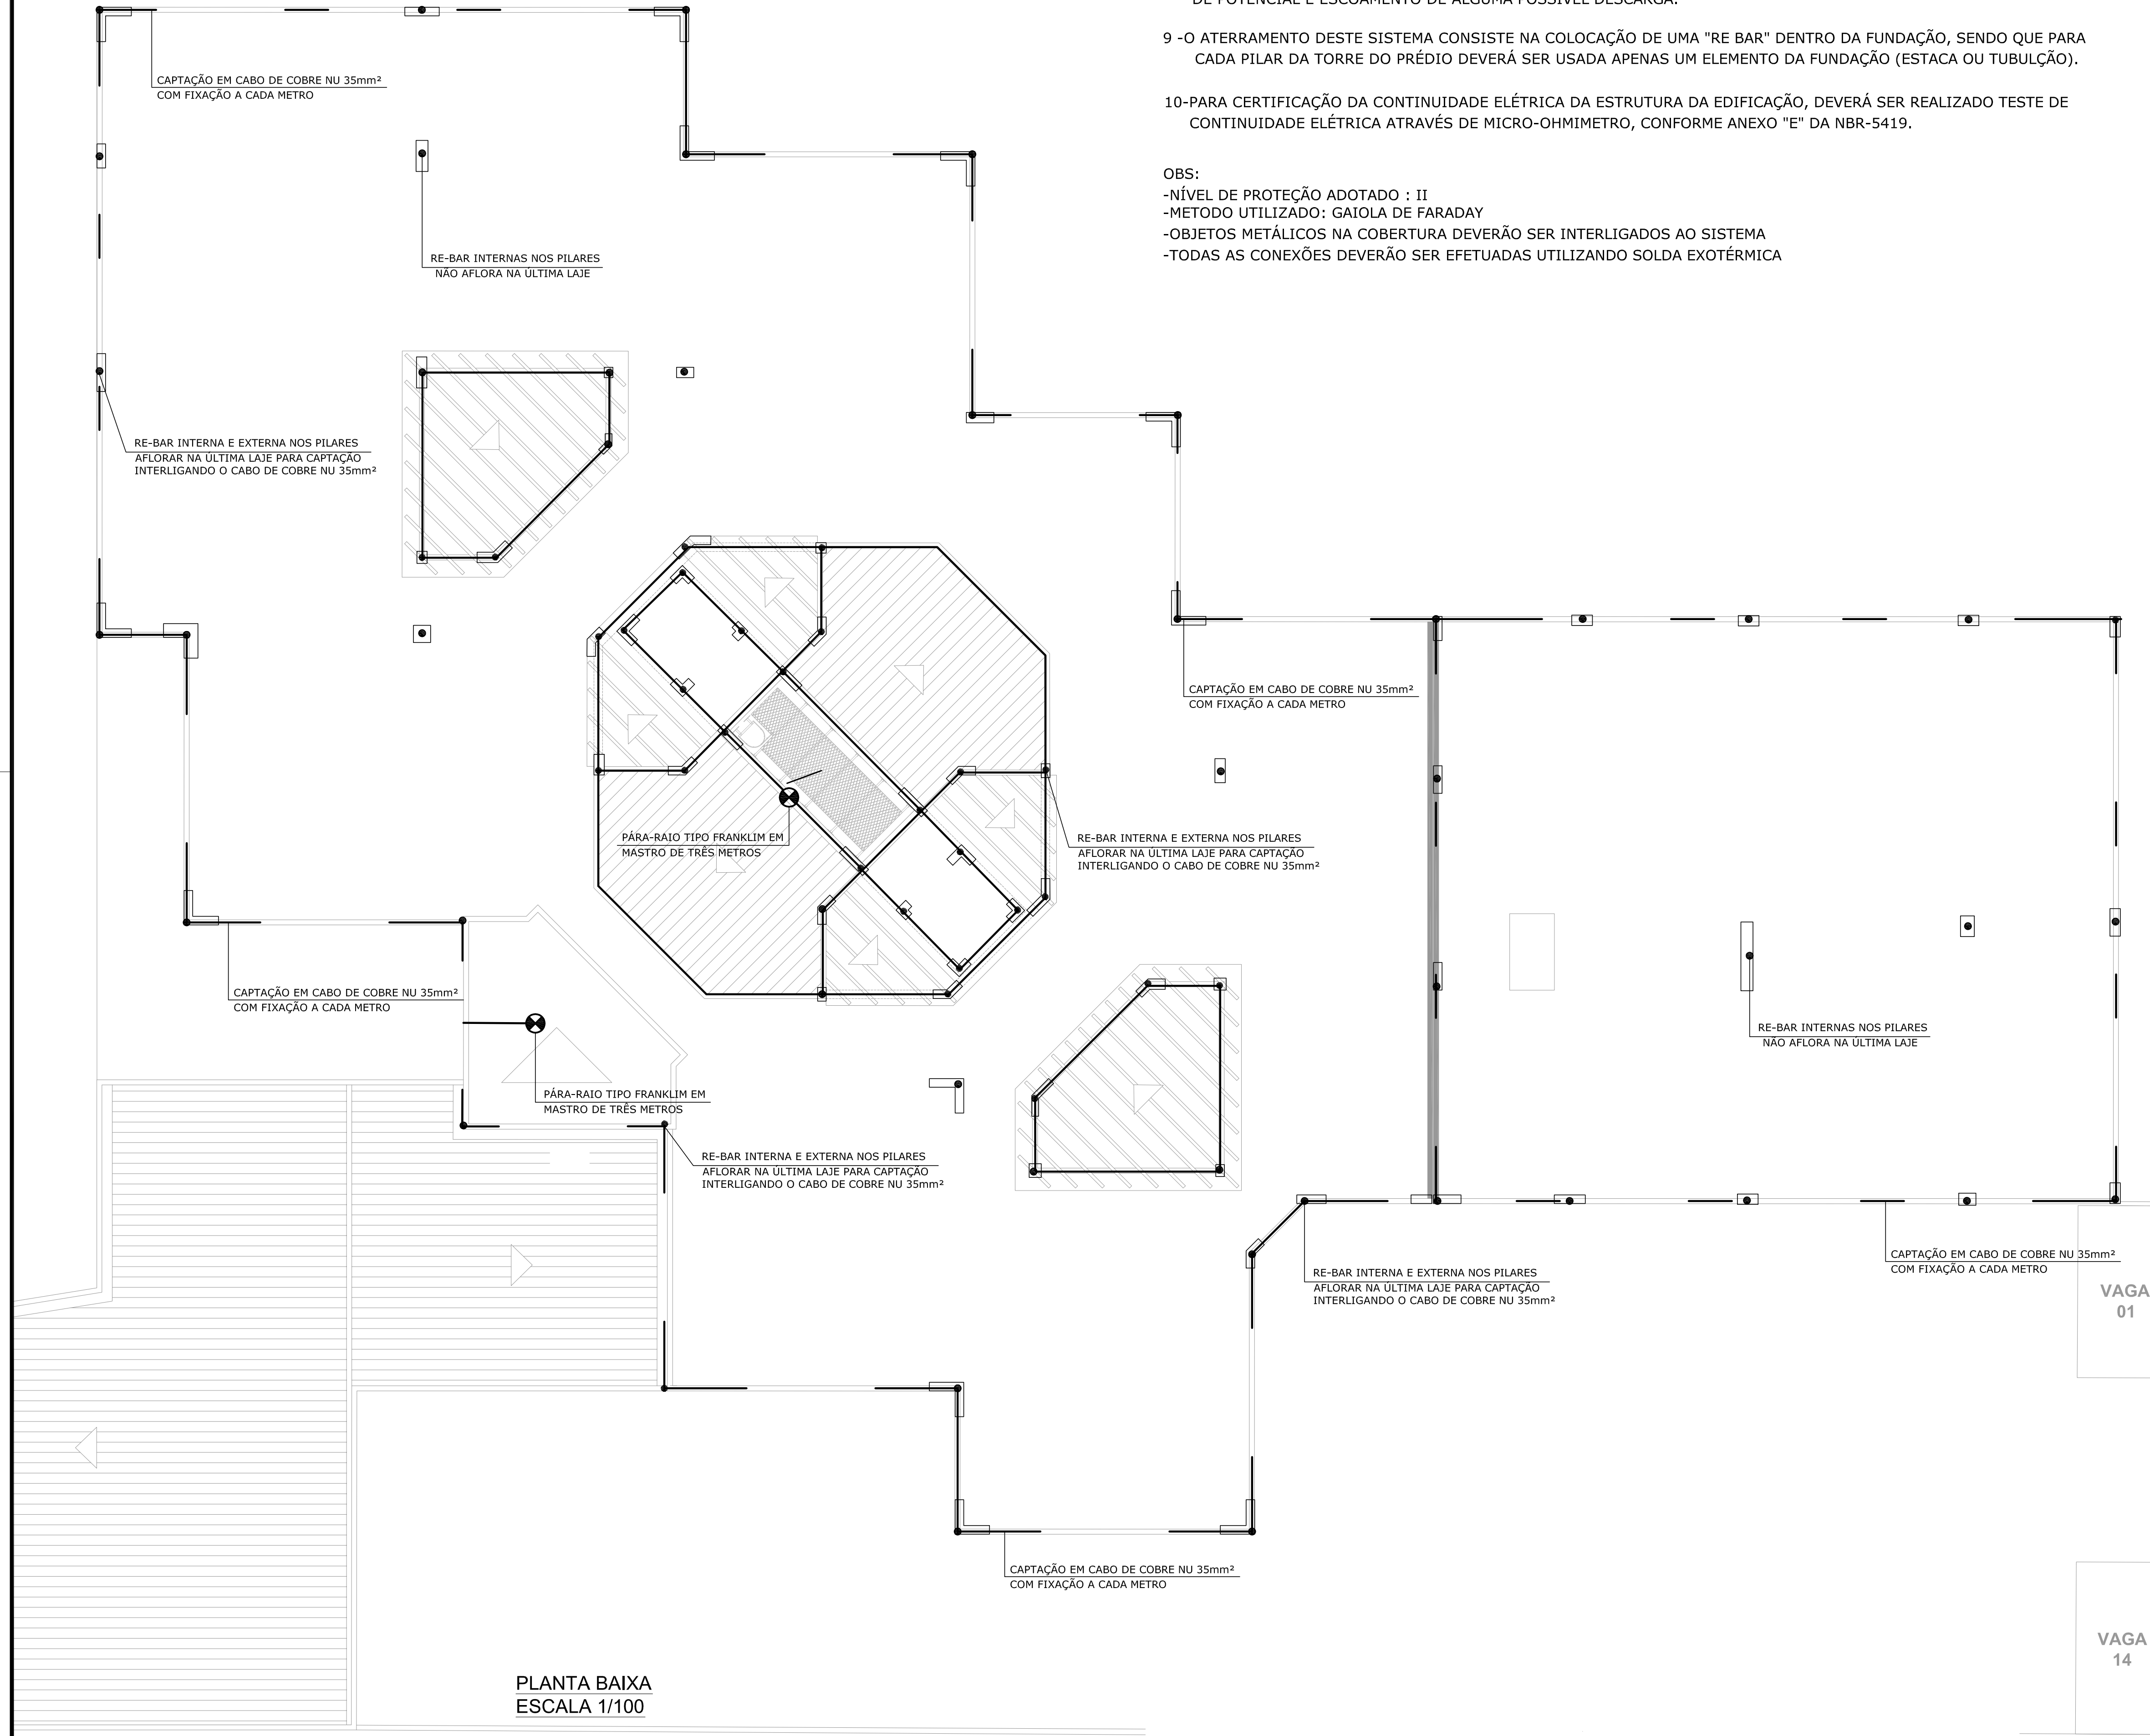 DE POTENCIAL E ESCOAMENTO DE ALGUMA POSSÍVEL DESCARGA.
9 -O ATERRAMENTO DESTE SISTEMA CONSISTE NA COLOCAÇÃO DE UMA "RE BAR" DENTRO DA FUNDAÇÃO, SENDO QUE PARA
CADA PILAR DA TORRE DO PRÉDIO DEVERÁ SER USADA APENAS UM ELEMENTO DA FUNDAÇÃO (ESTACA OU TUBULÇÃO).
10-PARA CERTIFICAÇÃO DA CONTINUIDADE ELÉTRICA DA ESTRUTURA DA EDIFICAÇÃO, DEVERÁ SER REALIZADO TESTE DE
CONTINUIDADE ELÉTRICA ATRAVÉS DE MICRO-OHMIMETRO, CONFORME ANEXO "E" DA NBR-5419.
OBS:
-NÍVEL DE PROTEÇÃO ADOTADO : II
-METODO UTILIZADO: GAIOLA DE FARADAY
-OBJETOS METÁLICOS NA COBERTURA DEVERÃO SER INTERLIGADOS AO SISTEMA
-TODAS AS CONEXÕES DEVERÃO SER EFETUADAS UTILIZANDO SOLDA EXOTÉRMICA
CAPTAÇÃO EM CABO DE COBRE NU 35mm²
COM FIXAÇÃO A CADA METRO
RE-BAR INTERNAS NOS PILARES
NÃO AFLORA NA ÚLTIMA LAJE
RE-BAR INTERNA E EXTERNA NOS PILARES
AFLORAR NA ÚLTIMA LAJE PARA CAPTAÇÃO
INTERLIGANDO O CABO DE COBRE NU 35mm²
CAPTAÇÃO EM CABO DE COBRE NU 35mm²
COM FIXAÇÃO A CADA METRO
PÁRA-RAIO TIPO FRANKLIM EM
MASTRO DE TRÊS METROS
RE-BAR INTERNA E EXTERNA NOS PILARES
AFLORAR NA ÚLTIMA LAJE PARA CAPTAÇÃO
INTERLIGANDO O CABO DE COBRE NU 35mm²
CAPTAÇÃO EM CABO DE COBRE NU 35mm²
COM FIXAÇÃO A CADA METRO
RE-BAR INTERNAS NOS PILARES
NÃO AFLORA NA ÚLTIMA LAJE
PÁRA-RAIO TIPO FRANKLIM EM
MASTRO DE TRÊS METROS
RE-BAR INTERNA E EXTERNA NOS PILARES
AFLORAR NA ÚLTIMA LAJE PARA CAPTAÇÃO
INTERLIGANDO O CABO DE COBRE NU 35mm²
CAPTAÇÃO EM CABO DE COBRE NU 35mm²
COM FIXAÇÃO A CADA METRO
RE-BAR INTERNA E EXTERNA NOS PILARES
AFLORAR NA ÚLTIMA LAJE PARA CAPTAÇÃO
INTERLIGANDO O CABO DE COBRE NU 35mm²
VAGA
01
CAPTAÇÃO EM CABO DE COBRE NU 35mm²
COM FIXAÇÃO A CADA METRO
VAGA
14
PLANTA BAIXA
ESCALA 1/100